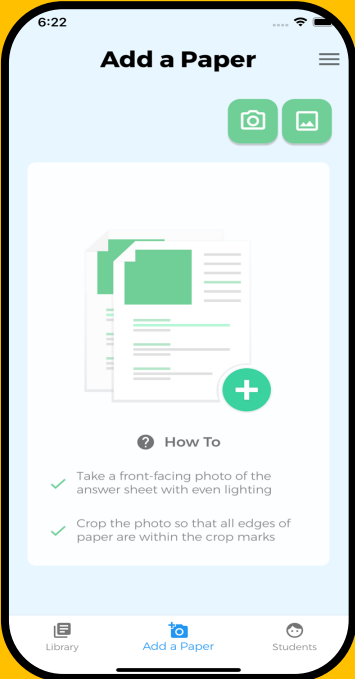 6:22
Add a Paper
How To
Take a front-facing photo of the
answer sheet with even lighting
Crop the photo so that all edges of
paper are within the crop marks
Library
Add a Paper
Students